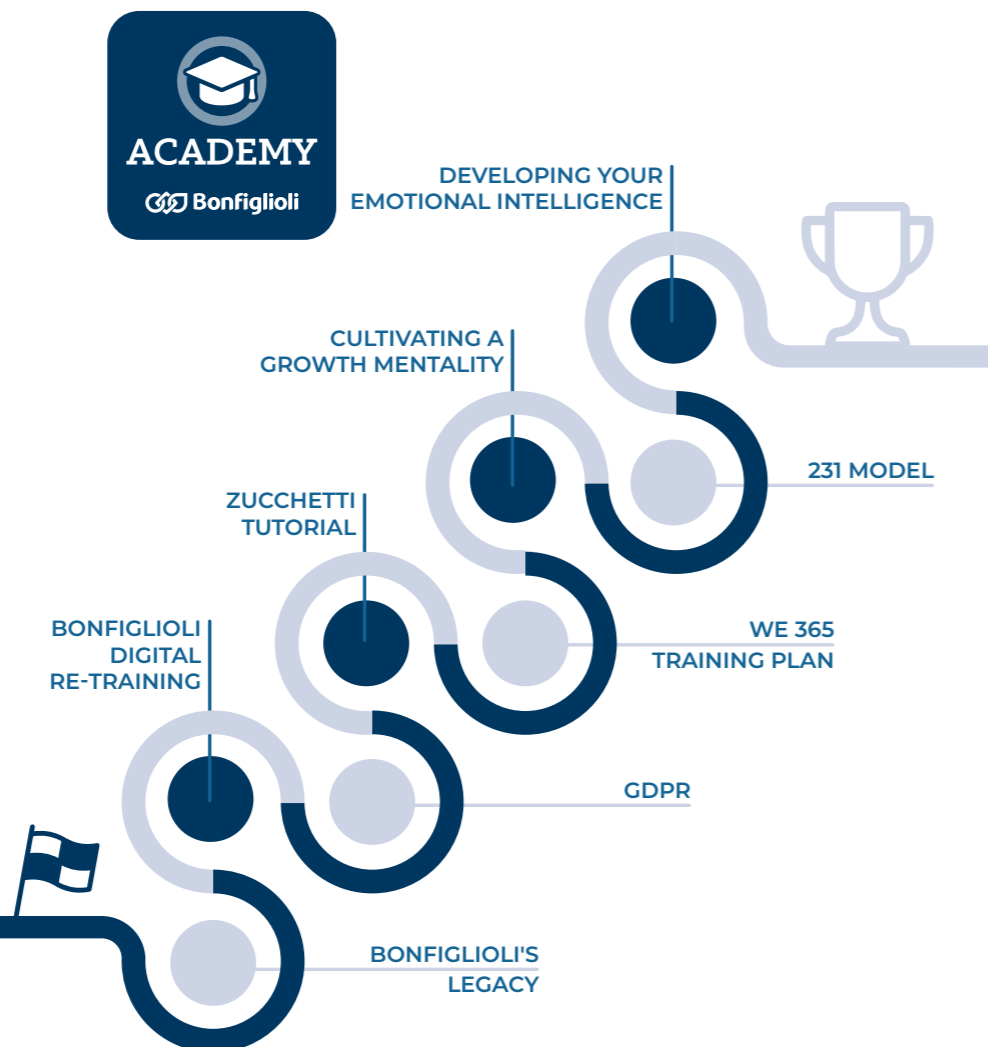 ACADEMY
Bonfiglioli
DEVELOPING YOUR
EMOTIONAL INTELLIGENCE
CULTIVATING A
GROWTH MENTALITY
231 MODEL
ZUCCHETTI
TUTORIAL
BONFIGLIOLI
DIGITAL
RE-TRAINING
WE 365
TRAINING PLAN
GDPR
BONFIGLIOLI'S
LEGACY